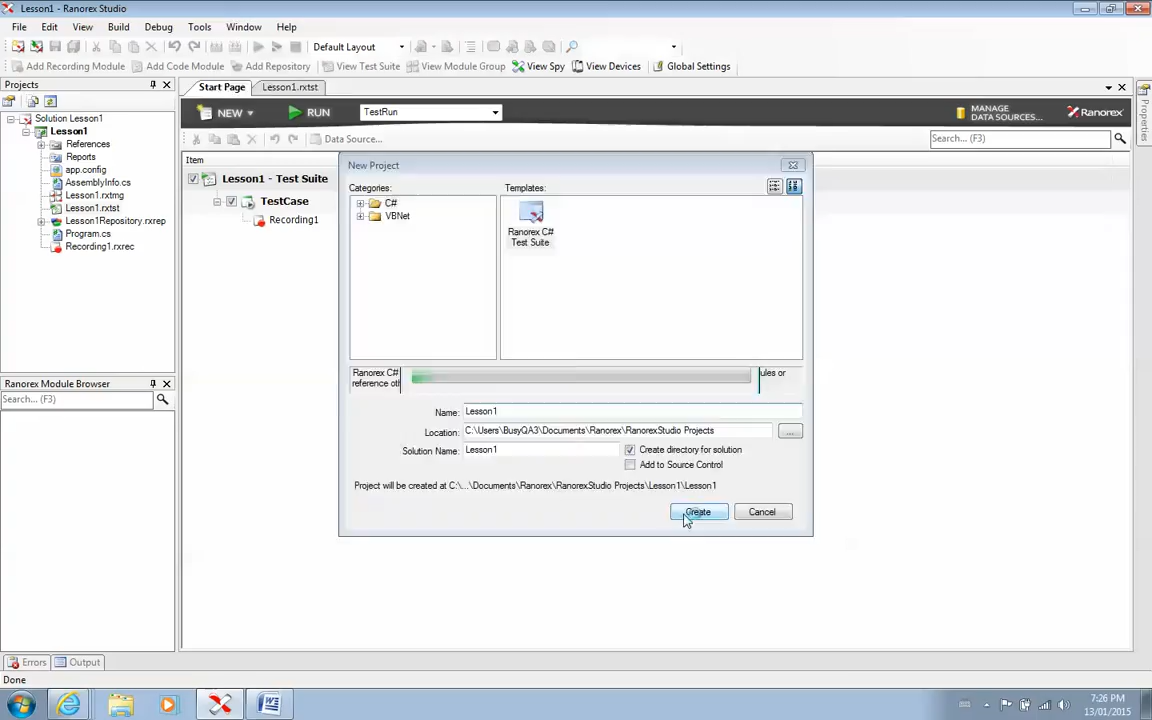 Lesson1 - Ranorex Studio
File Edit View Build Debug Tools Window Help
Default Layout
Add Recording Module Add Code Module Add Repository View Test Suite View Module Group View Spy View Devices Global Settings
Projects
Solution Lesson1
Lesson1
References
Reports
app.config
AssemblyInfo.cs
Lesson1.rxtmg
Lesson1.rxtst
Lesson1Repository.rxrep
Program.cs
Recording1.rxrec
Ranorex Module Browser
Search... (F3)
Start Page Lesson1.rxtst
NEW RUN TestRun MANAGE DATA SOURCES... Ranorex
Data Source... Search... (F3)
Item
Lesson1 - Test Suite
TestCase
Recording1
New Project
Categories: Templates:
C#
VBNet
Ranorex C#
Test Suite
Ranorex C# ules or
reference oth
Name: Lesson1
Location: C:\Users\BusyQA3\Documents\Ranorex\RanorexStudio Projects ...
Solution Name: Lesson1 Create directory for solution
Add to Source Control
Project will be created at C:\...\Documents\Ranorex\RanorexStudio Projects\Lesson1\Lesson1
Create Cancel
Properties
Errors Output
Done
7:26 PM
13/01/2015